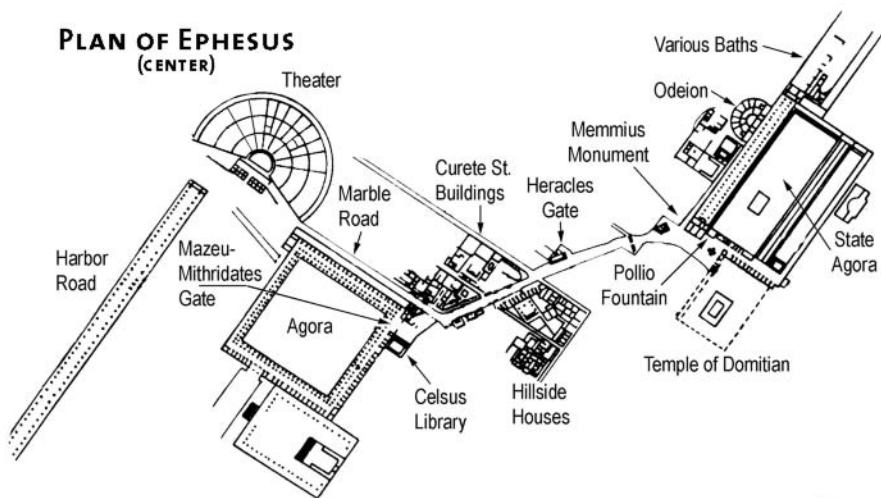 PLAN OF EPHESUS
(CENTER)
Theater
Various Baths
Odeion
Memmius
Monument
Curete St.
Buildings
Heracles
Gate
Marble
Road
Harbor
Road
Mazeu-
Mithridates
Gate
Agora
State
Agora
Pollio
Fountain
Temple of Domitian
Celsus
Library
Hillside
Houses